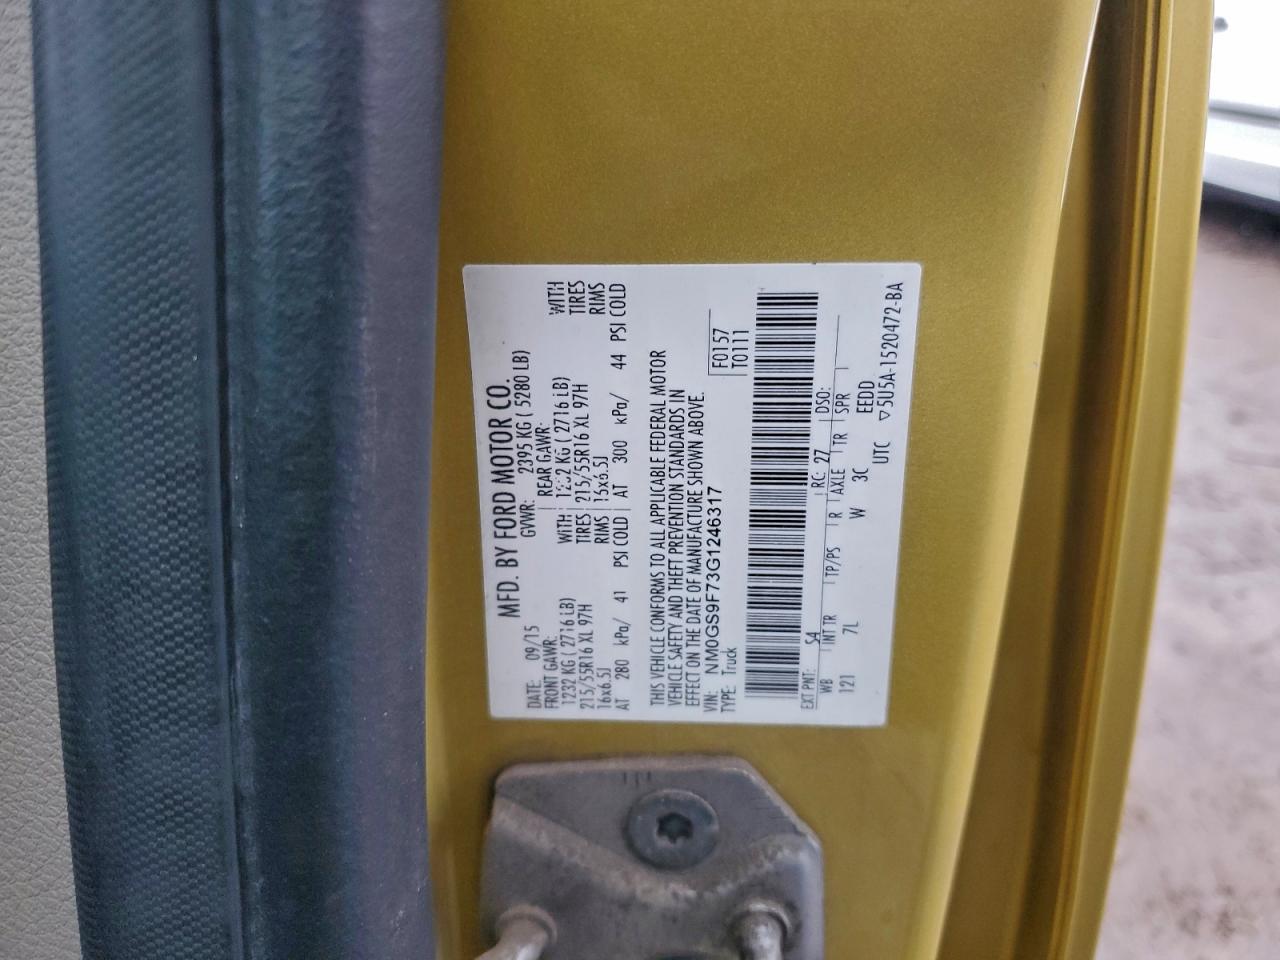 MFD. BY FORD MOTOR CO.
DATE: 09/15 GVWR: 2395 KG ( 5280 LB)
FRONT GAWR: REAR GAWR:
1232 KG ( 2716 LB) WITH 1232 KG ( 2716 LB) WITH
215/55R16 XL 97H TIRES 215/55R16 XL 97H TIRES
16x6.5J RIMS 16x6.5J RIMS
AT 280 kPa/ 41 PSI COLD AT 300 kPa/ 44 PSI COLD
THIS VEHICLE CONFORMS TO ALL APPLICABLE FEDERAL MOTOR
VEHICLE SAFETY AND THEFT PREVENTION STANDARDS IN
EFFECT ON THE DATE OF MANUFACTURE SHOWN ABOVE.
VIN: NM0GS9F73G1246317 F0157
TYPE: Truck T0111
EXT PNT: S4 RC: 27 DSO:
WB INT TR TP/PS R AXLE TR SPR
121 7L W 3C EEDD
UTC ▽5U5A-1520472-BA